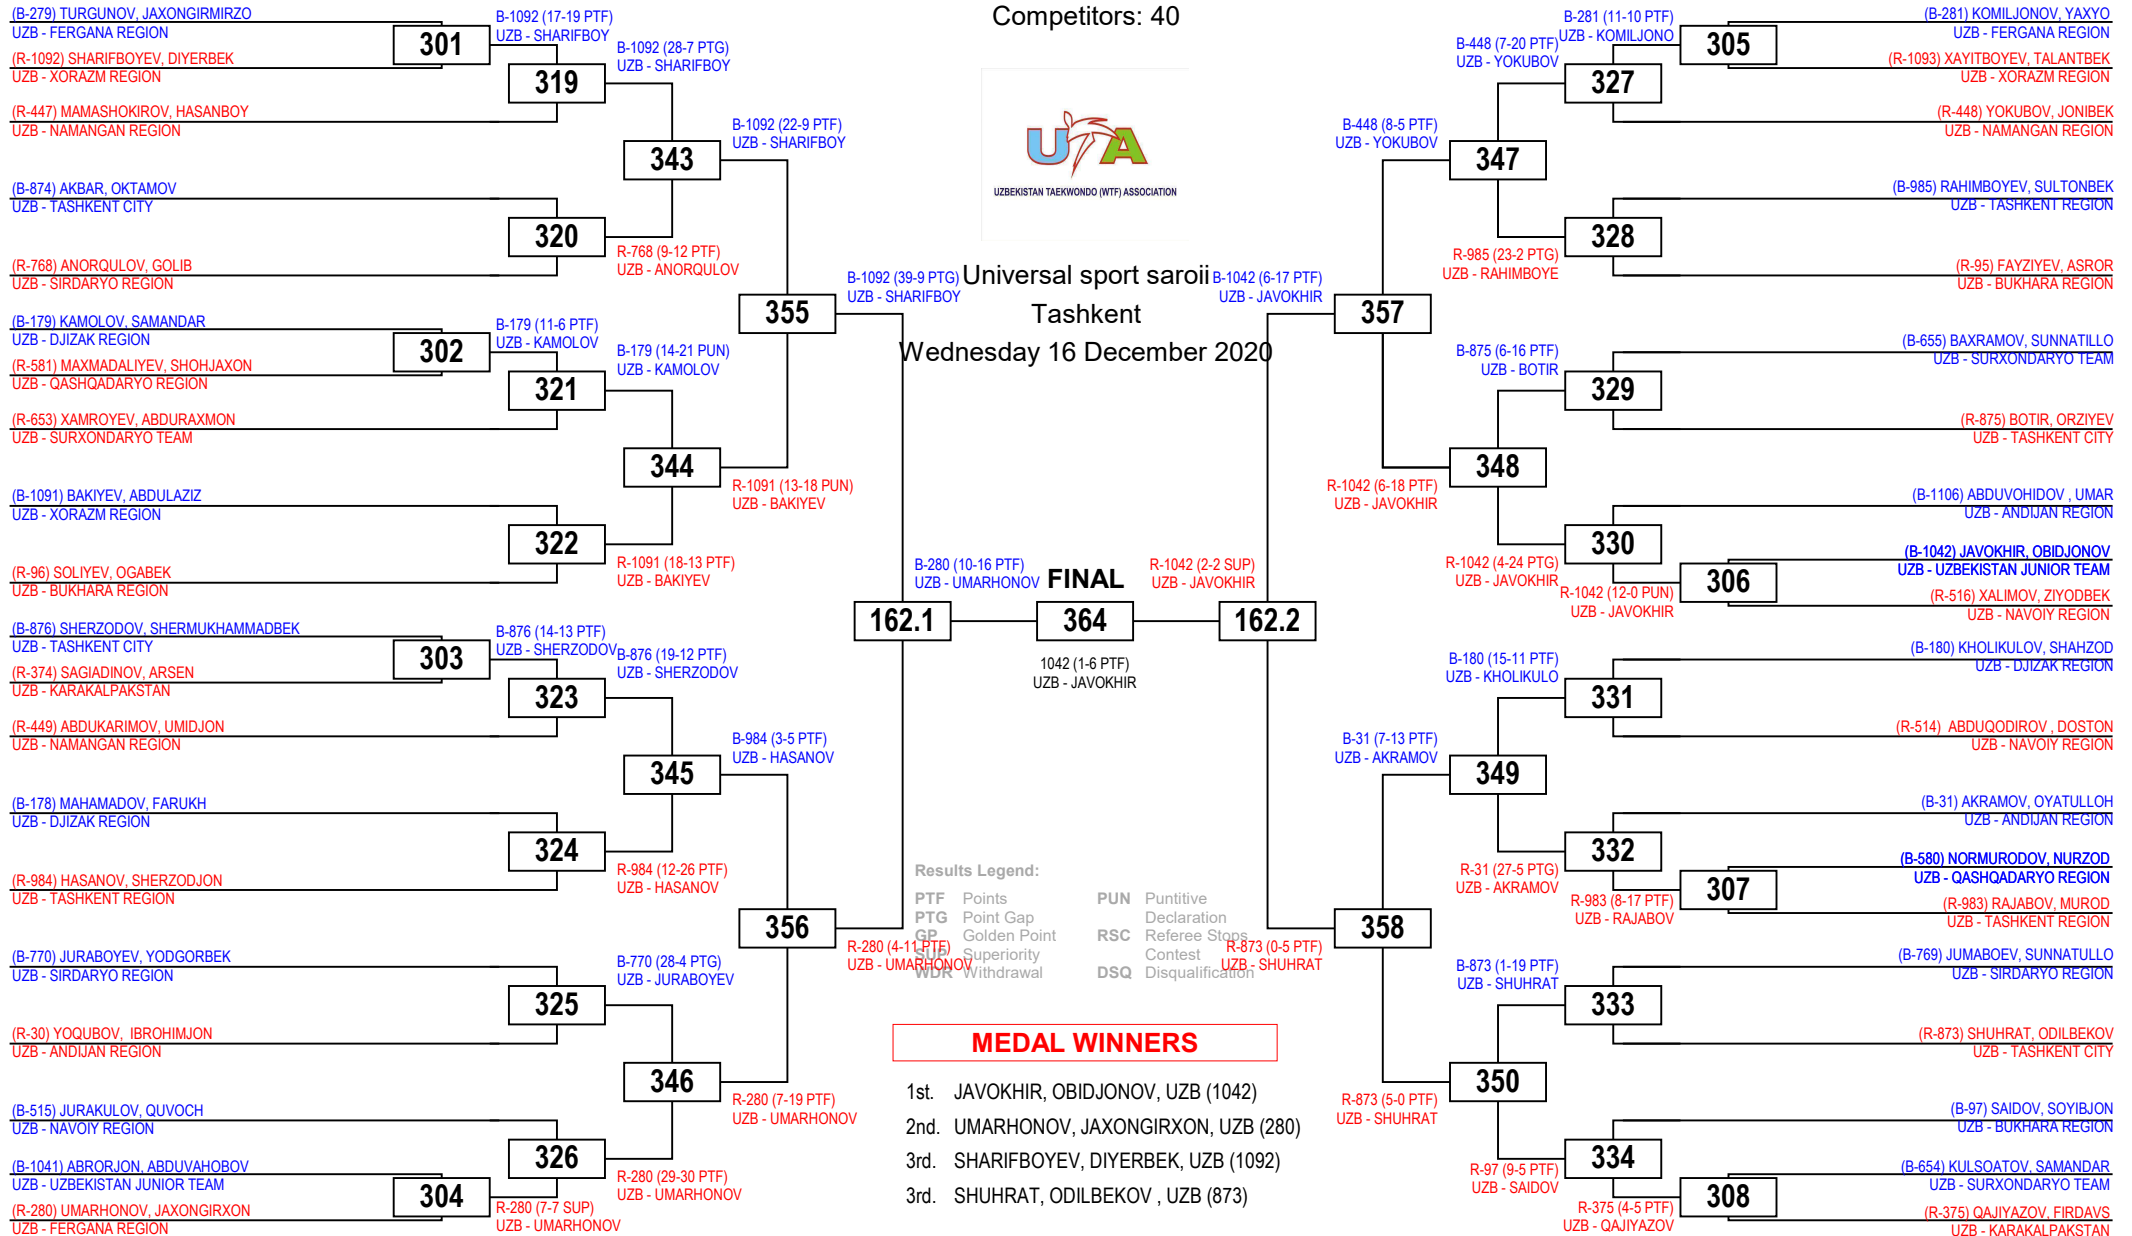 Competitors: 40
UTA
UZBEKISTAN TAEKWONDO (WTF) ASSOCIATION
Universal sport saroii
Tashkent
Wednesday 16 December 2020
(B-279) TURGUNOV, JAXONGIRMIRZO
UZB - FERGANA REGION
(R-1092) SHARIFBOYEV, DIYERBEK
UZB - XORAZM REGION
(R-447) MAMASHOKIROV, HASANBOY
UZB - NAMANGAN REGION
(B-874) AKBAR, OKTAMOV
UZB - TASHKENT CITY
(R-768) ANORQULOV, GOLIB
UZB - SIRDARYO REGION
(B-179) KAMOLOV, SAMANDAR
UZB - DJIZAK REGION
(R-581) MAXMADALIYEV, SHOHJAXON
UZB - QASHQADARYO REGION
(R-653) XAMROYEV, ABDURAXMON
UZB - SURXONDARYO TEAM
(B-1091) BAKIYEV, ABDULAZIZ
UZB - XORAZM REGION
(R-96) SOLIYEV, OGABEK
UZB - BUKHARA REGION
(B-876) SHERZODOV, SHERMUKHAMMADBEK
UZB - TASHKENT CITY
(R-374) SAGIADINOV, ARSEN
UZB - KARAKALPAKSTAN
(R-449) ABDUKARIMOV, UMIDJON
UZB - NAMANGAN REGION
(B-178) MAHAMADOV, FARUKH
UZB - DJIZAK REGION
(R-984) HASANOV, SHERZODJON
UZB - TASHKENT REGION
(B-770) JURABOYEV, YODGORBEK
UZB - SIRDARYO REGION
(R-30) YOQUBOV, IBROHIMJON
UZB - ANDIJAN REGION
(B-515) JURAKULOV, QUVOCH
UZB - NAVOIY REGION
(B-1041) ABRORJON, ABDUVAHOBOV
UZB - UZBEKISTAN JUNIOR TEAM
(R-280) UMARHONOV, JAXONGIRXON
UZB - FERGANA REGION
301
302
303
304
B-1092 (17-19 PTF)
UZB - SHARIFBOY
B-179 (11-6 PTF)
UZB - KAMOLOV
B-876 (14-13 PTF)
UZB - SHERZODOV
R-280 (7-7 SUP)
UZB - UMARHONOV
319
320
321
322
323
324
325
326
B-1092 (28-7 PTG)
UZB - SHARIFBOY
R-768 (9-12 PTF)
UZB - ANORQULOV
B-179 (14-21 PUN)
UZB - KAMOLOV
R-1091 (18-13 PTF)
UZB - BAKIYEV
B-876 (19-12 PTF)
UZB - SHERZODOV
R-984 (12-26 PTF)
UZB - HASANOV
B-770 (28-4 PTG)
UZB - JURABOYEV
R-280 (29-30 PTF)
UZB - UMARHONOV
343
344
345
346
B-1092 (22-9 PTF)
UZB - SHARIFBOY
R-1091 (13-18 PUN)
UZB - BAKIYEV
B-984 (3-5 PTF)
UZB - HASANOV
R-280 (7-19 PTF)
UZB - UMARHONOV
355
356
B-1092 (39-9 PTG)
UZB - SHARIFBOY
R-280 (4-11 PTF)
UZB - UMARHONOV
162.1
B-280 (10-16 PTF)
UZB - UMARHONOV
FINAL
364
1042 (1-6 PTF)
UZB - JAVOKHIR
R-1042 (2-2 SUP)
UZB - JAVOKHIR
162.2
B-1042 (6-17 PTF)
UZB - JAVOKHIR
R-873 (0-5 PTF)
UZB - SHUHRAT
357
358
B-448 (8-5 PTF)
UZB - YOKUBOV
R-1042 (6-18 PTF)
UZB - JAVOKHIR
B-31 (7-13 PTF)
UZB - AKRAMOV
R-873 (5-0 PTF)
UZB - SHUHRAT
347
348
349
350
B-448 (7-20 PTF)
UZB - YOKUBOV
R-985 (23-2 PTG)
UZB - RAHIMBOYE
B-875 (6-16 PTF)
UZB - BOTIR
R-1042 (4-24 PTG)
UZB - JAVOKHIR
B-180 (15-11 PTF)
UZB - KHOLIKULO
R-31 (27-5 PTG)
UZB - AKRAMOV
B-873 (1-19 PTF)
UZB - SHUHRAT
R-97 (9-5 PTF)
UZB - SAIDOV
327
328
329
330
331
332
333
334
B-281 (11-10 PTF)
UZB - KOMILJONO
R-1042 (12-0 PUN)
UZB - JAVOKHIR
R-983 (8-17 PTF)
UZB - RAJABOV
R-375 (4-5 PTF)
UZB - QAJIYAZOV
305
306
307
308
(B-281) KOMILJONOV, YAXYO
UZB - FERGANA REGION
(R-1093) XAYITBOYEV, TALANTBEK
UZB - XORAZM REGION
(R-448) YOKUBOV, JONIBEK
UZB - NAMANGAN REGION
(B-985) RAHIMBOYEV, SULTONBEK
UZB - TASHKENT REGION
(R-95) FAYZIYEV, ASROR
UZB - BUKHARA REGION
(B-655) BAXRAMOV, SUNNATILLO
UZB - SURXONDARYO TEAM
(R-875) BOTIR, ORZIYEV
UZB - TASHKENT CITY
(B-1106) ABDUVOHIDOV , UMAR
UZB - ANDIJAN REGION
(B-1042) JAVOKHIR, OBIDJONOV
UZB - UZBEKISTAN JUNIOR TEAM
(R-516) XALIMOV, ZIYODBEK
UZB - NAVOIY REGION
(B-180) KHOLIKULOV, SHAHZOD
UZB - DJIZAK REGION
(R-514) ABDUQODIROV , DOSTON
UZB - NAVOIY REGION
(B-31) AKRAMOV, OYATULLOH
UZB - ANDIJAN REGION
(B-580) NORMURODOV, NURZOD
UZB - QASHQADARYO REGION
(R-983) RAJABOV, MUROD
UZB - TASHKENT REGION
(B-769) JUMABOEV, SUNNATULLO
UZB - SIRDARYO REGION
(R-873) SHUHRAT, ODILBEKOV
UZB - TASHKENT CITY
(B-97) SAIDOV, SOYIBJON
UZB - BUKHARA REGION
(B-654) KULSOATOV, SAMANDAR
UZB - SURXONDARYO TEAM
(R-375) QAJIYAZOV, FIRDAVS
UZB - KARAKALPAKSTAN
Results Legend:
PTF Points
PTG Point Gap
GP Golden Point
SUP Superiority
WDR Withdrawal
PUN Puntitive
Declaration
RSC Referee Stops
Contest
DSQ Disqualification
MEDAL WINNERS
1st. JAVOKHIR, OBIDJONOV, UZB (1042)
2nd. UMARHONOV, JAXONGIRXON, UZB (280)
3rd. SHARIFBOYEV, DIYERBEK, UZB (1092)
3rd. SHUHRAT, ODILBEKOV , UZB (873)